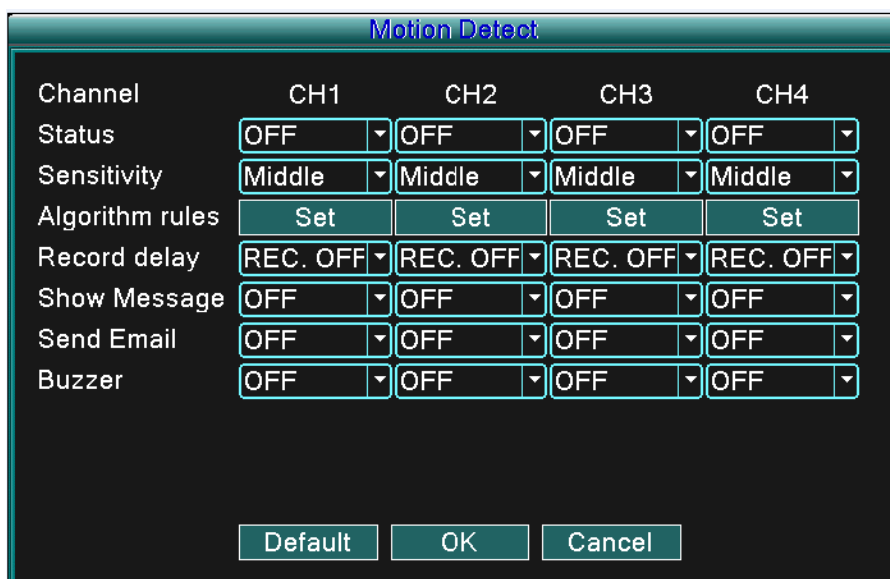 Motion Detect
Channel CH1 CH2 CH3 CH4
Status OFF OFF OFF OFF
Sensitivity Middle Middle Middle Middle
Algorithm rules Set Set Set Set
Record delay REC. OFF REC. OFF REC. OFF REC. OFF
Show Message OFF OFF OFF OFF
Send Email OFF OFF OFF OFF
Buzzer OFF OFF OFF OFF
Default OK Cancel